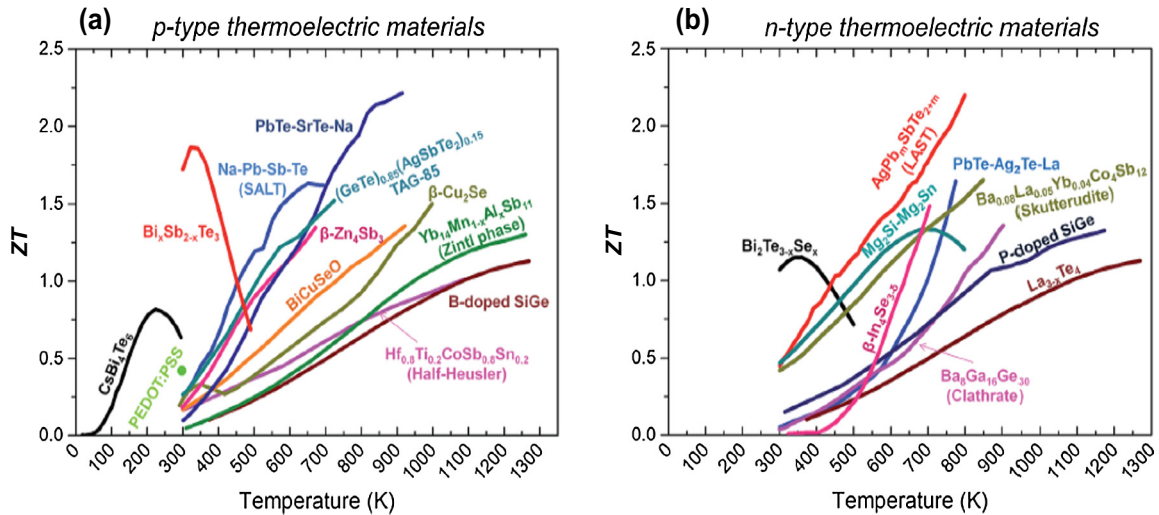 (a) p-type thermoelectric materials
2.5
2.0
1.5
1.0
0.5
0.0
ZT
PbTe-SrTe-Na
Na-Pb-Sb-Te
(SALT)
(GeTe)₀.₈₅(AgSbTe₂)₀.₁₅
TAG-85
β-Cu₂Se
BiₓSb₂₋ₓTe₃
β-Zn₄Sb₃
Yb₁₄Mn₁₋ₓAlₓSb₁₁
(Zintl phase)
BiCuSeO
B-doped SiGe
CsBi₄Te₆
PEDOT:PSS
Hf₀.₈Ti₀.₂CoSb₀.₈Sn₀.₂
(Half-Heusler)
0 100 200 300 400 500 600 700 800 900 1000 1100 1200 1300
Temperature (K)
(b) n-type thermoelectric materials
2.5
2.0
1.5
1.0
0.5
0.0
ZT
AgPbₘSbTe₂₊ₘ
(LAST)
PbTe-Ag₂Te-La
Ba₀.₀₈La₀.₀₅Yb₀.₀₄Co₄Sb₁₂
(Skutterudite)
Mg₂Si-Mg₂Sn
Bi₂Te₃₋ₓSeₓ
P-doped SiGe
La₃₋ₓTe₄
β-In₄Se₃₋δ
Ba₈Ga₁₆Ge₃₀
(Clathrate)
0 100 200 300 400 500 600 700 800 900 1000 1100 1200 1300
Temperature (K)